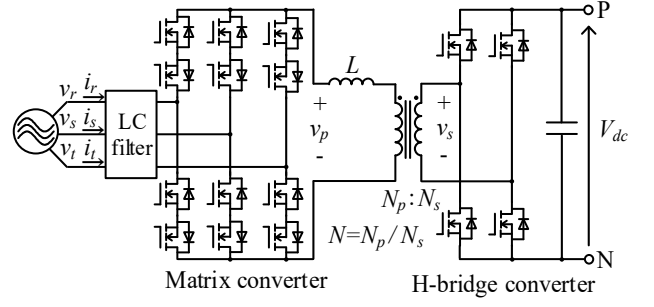 P
L
v_r i_r
v_s i_s
v_t i_t
LC
filter
+
v_p
-
+
v_s
-
V_dc
N_p:N_s
N=N_p/N_s
N
Matrix converter
H-bridge converter